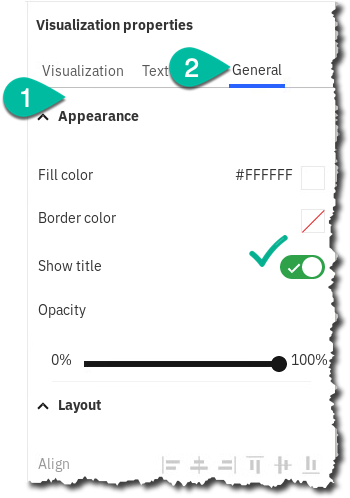 Visualization properties
1
2
Visualization Text General
Appearance
Fill color #FFFFFF
Border color
Show title
Opacity
0% 100%
Layout
Align